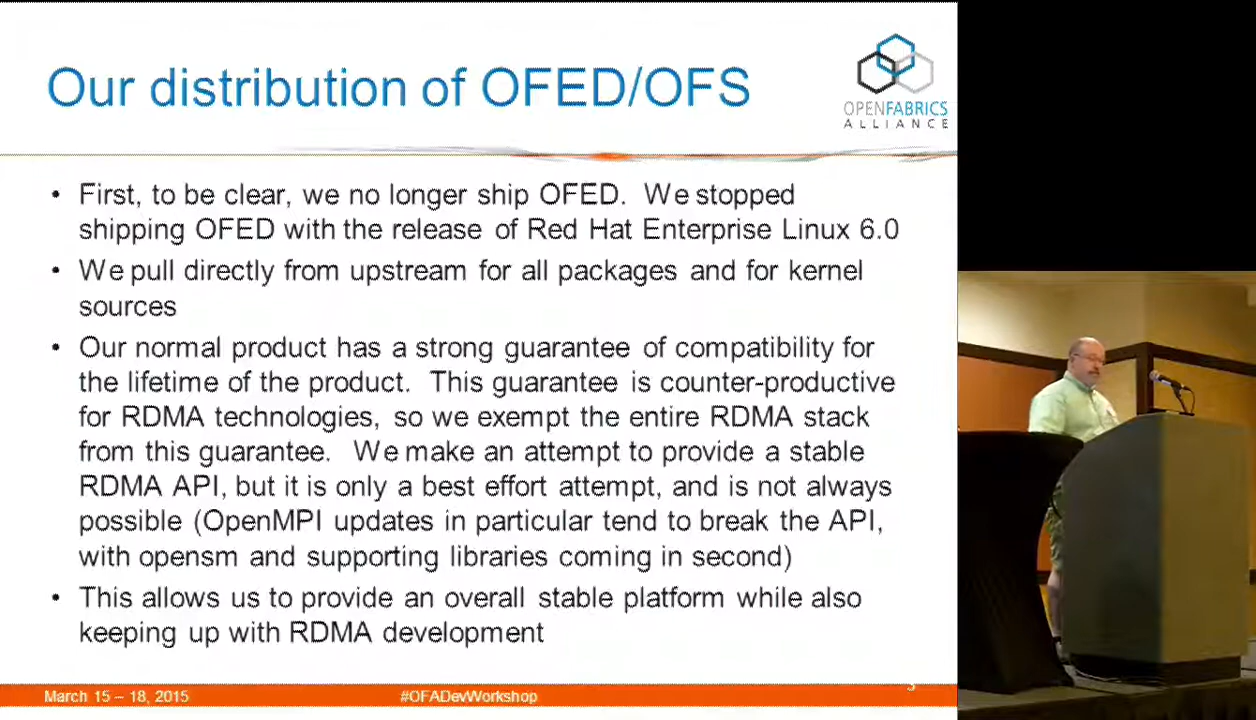 Our distribution of OFED/OFS
OPENFABRICS
ALLIANCE
• First, to be clear, we no longer ship OFED. We stopped
shipping OFED with the release of Red Hat Enterprise Linux 6.0
• We pull directly from upstream for all packages and for kernel
sources
• Our normal product has a strong guarantee of compatibility for
the lifetime of the product. This guarantee is counter-productive
for RDMA technologies, so we exempt the entire RDMA stack
from this guarantee. We make an attempt to provide a stable
RDMA API, but it is only a best effort attempt, and is not always
possible (OpenMPI updates in particular tend to break the API,
with opensm and supporting libraries coming in second)
• This allows us to provide an overall stable platform while also
keeping up with RDMA development
March 15 – 18, 2015
#OFADevWorkshop